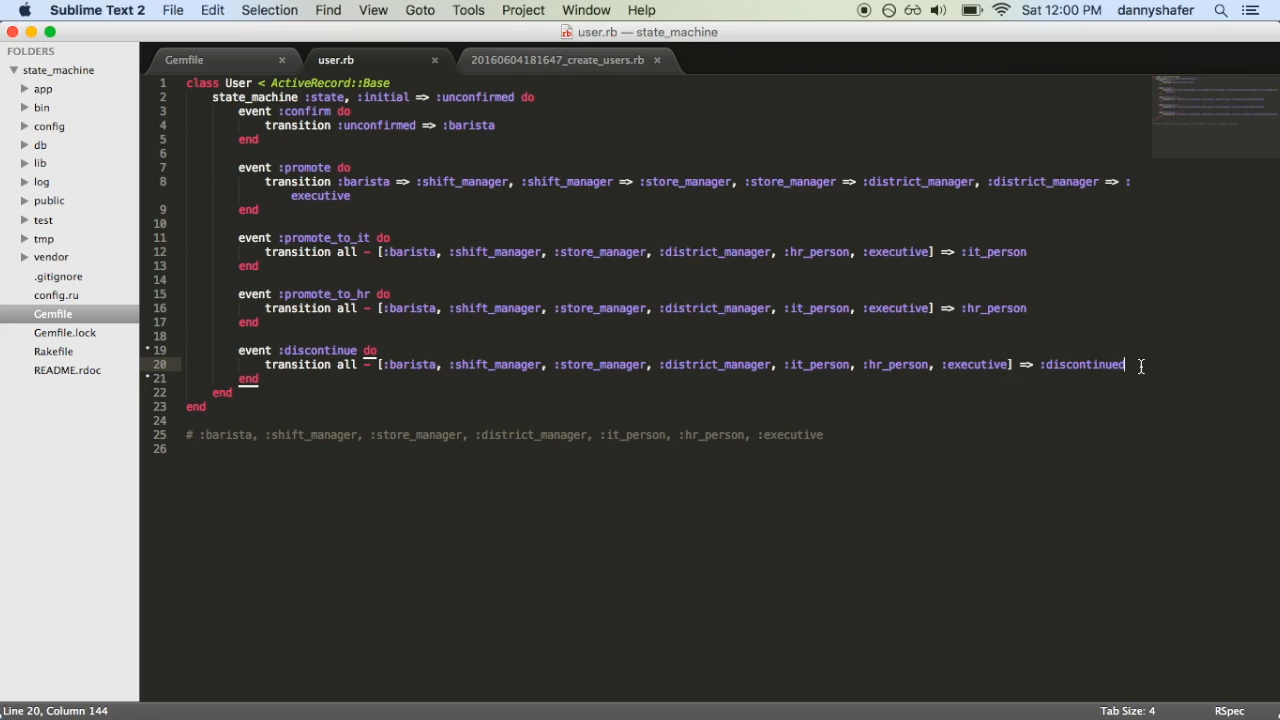 Sublime Text 2 File Edit Selection Find View Goto Tools Project Window Help Sat 12:00 PM dannyshafer
user.rb — state_machine
FOLDERS
state_machine
app
bin
config
db
lib
log
public
test
tmp
vendor
.gitignore
config.ru
Gemfile
Gemfile.lock
Rakefile
README.rdoc
Gemfile × user.rb × 20160604181647_create_users.rb ×
1 class User < ActiveRecord::Base
2 state_machine :state, :initial => :unconfirmed do
3 event :confirm do
4 transition :unconfirmed => :barista
5 end
6
7 event :promote do
8 transition :barista => :shift_manager, :shift_manager => :store_manager, :store_manager => :district_manager, :district_manager => :
executive
9 end
10
11 event :promote_to_it do
12 transition all - [:barista, :shift_manager, :store_manager, :district_manager, :hr_person, :executive] => :it_person
13 end
14
15 event :promote_to_hr do
16 transition all - [:barista, :shift_manager, :store_manager, :district_manager, :it_person, :executive] => :hr_person
17 end
18
19 event :discontinue do
20 transition all - [:barista, :shift_manager, :store_manager, :district_manager, :it_person, :hr_person, :executive] => :discontinued
21 end
22 end
23 end
24
25 # :barista, :shift_manager, :store_manager, :district_manager, :it_person, :hr_person, :executive
26
Line 20, Column 144 Tab Size: 4 RSpec